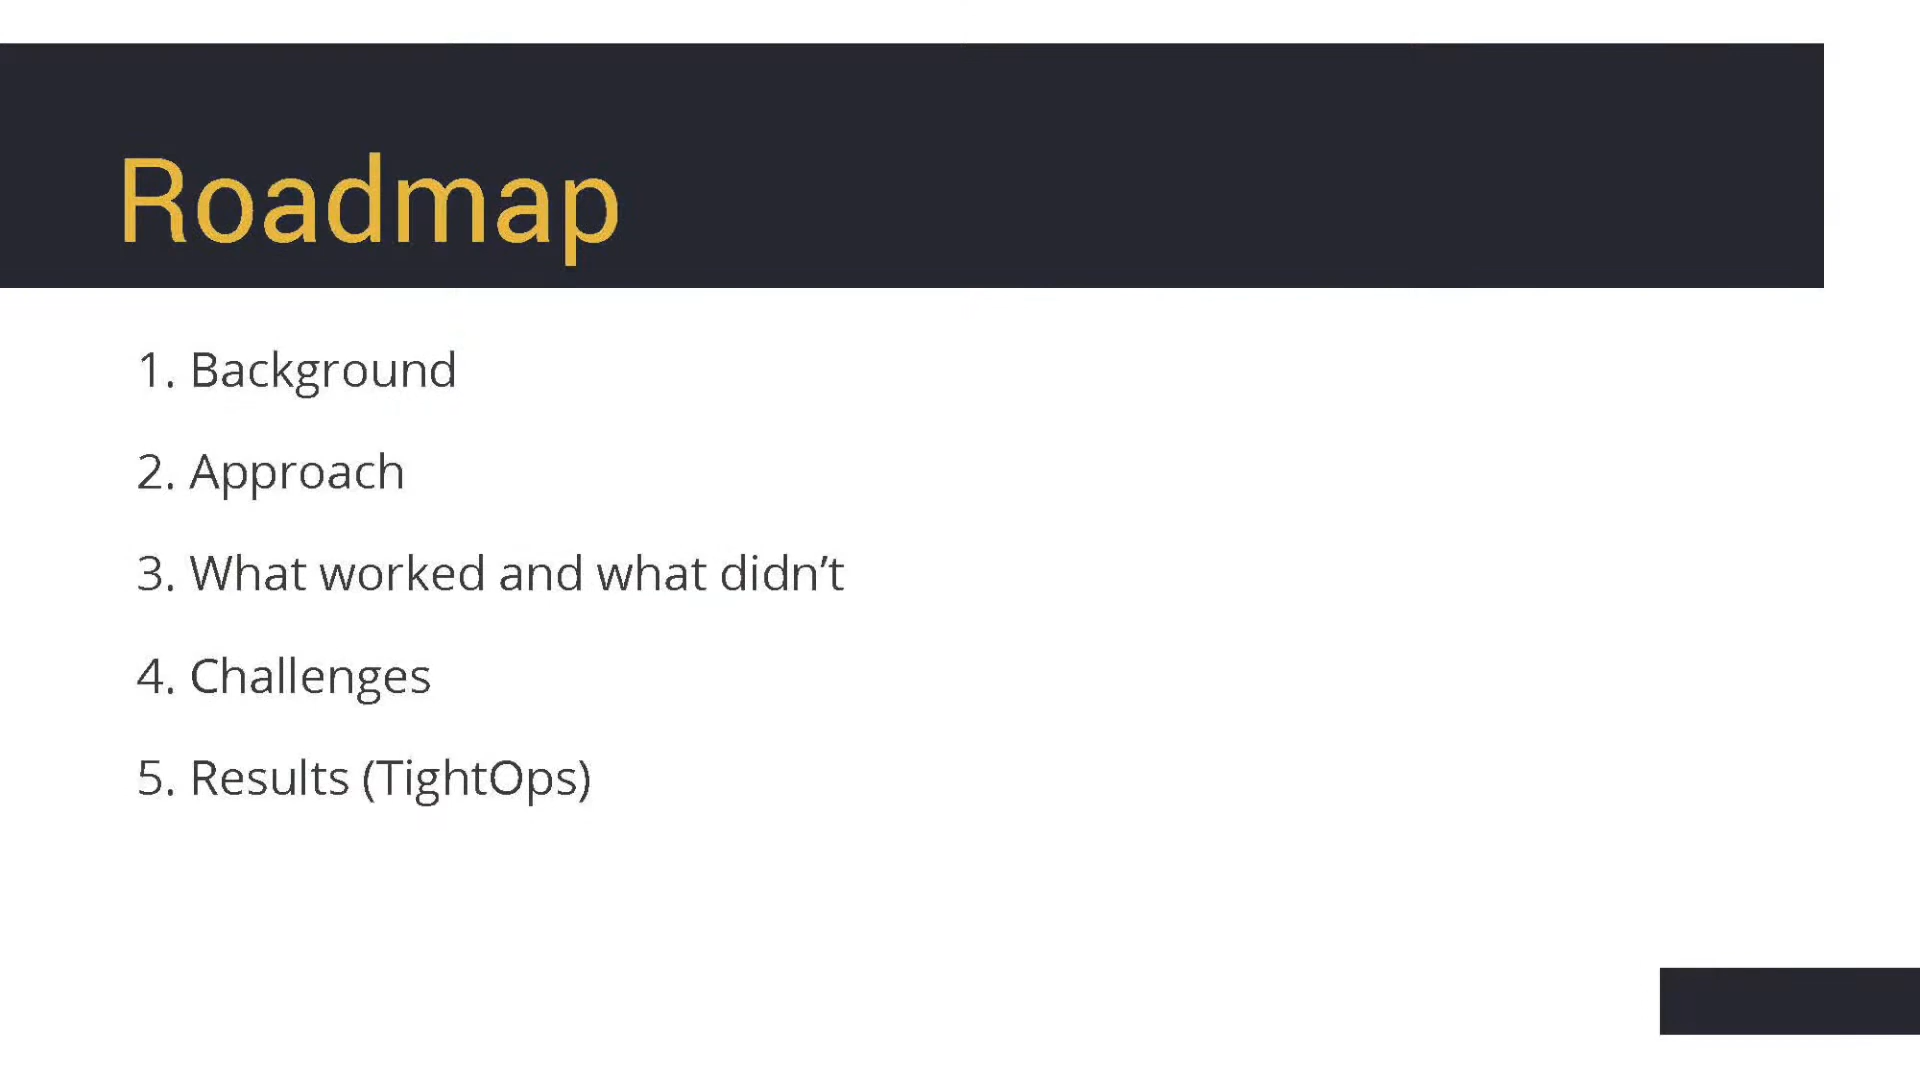 Roadmap
1. Background
2. Approach
3. What worked and what didn’t
4. Challenges
5. Results (TightOps)